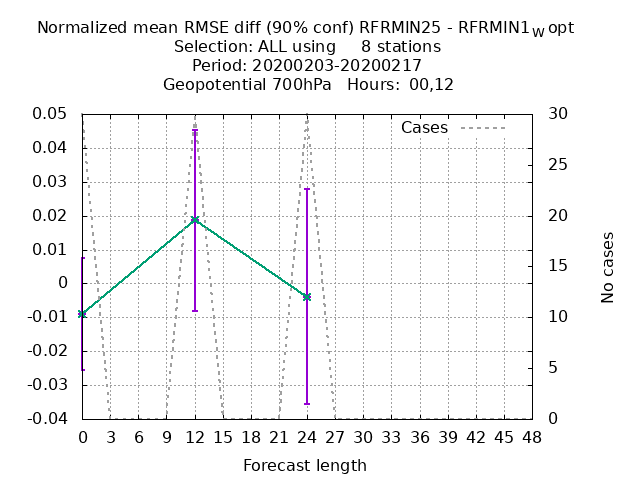 Normalized mean RMSE diff (90% conf) RFRMIN25 - RFRMIN1wopt
Selection: ALL using 8 stations
Period: 20200203-20200217
Geopotential 700hPa Hours: 00,12
Cases
0.05
0.04
0.03
0.02
0.01
0
-0.01
-0.02
-0.03
-0.04
30
25
20
15
10
5
0
No cases
0 3 6 9 12 15 18 21 24 27 30 33 36 39 42 45 48
Forecast length